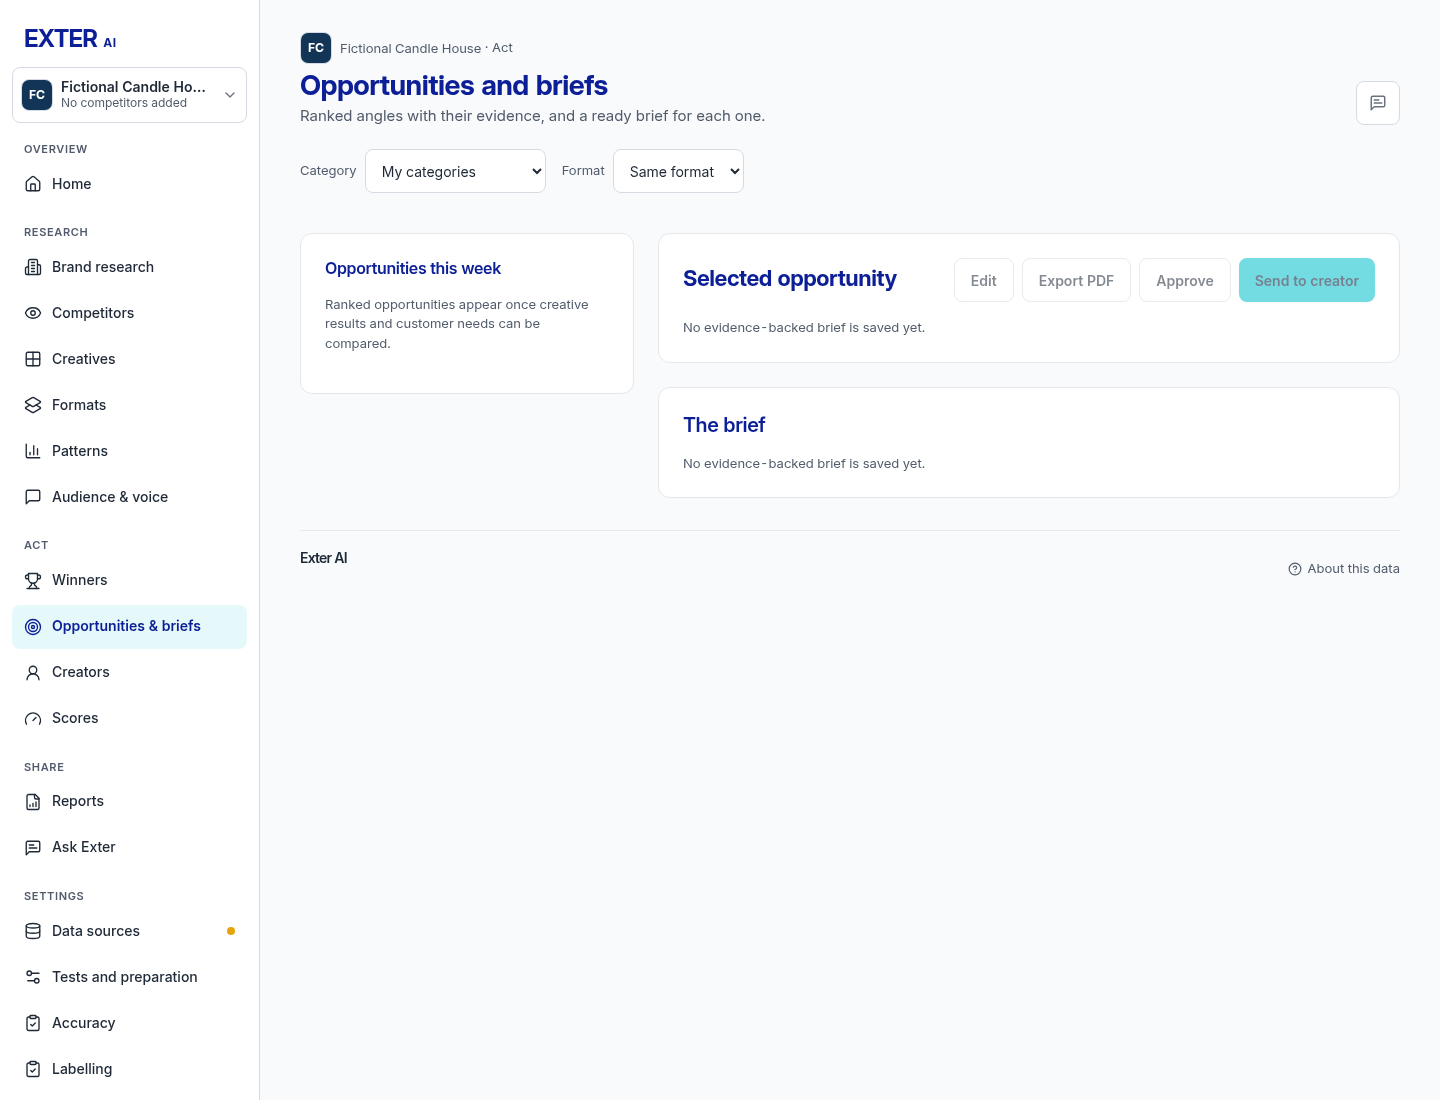 EXTER AI
FC
Fictional Candle Ho...
No competitors added
OVERVIEW
Home
RESEARCH
Brand research
Competitors
Creatives
Formats
Patterns
Audience & voice
ACT
Winners
Opportunities & briefs
Creators
Scores
SHARE
Reports
Ask Exter
SETTINGS
Data sources
Tests and preparation
Accuracy
Labelling
FC Fictional Candle House · Act
Opportunities and briefs
Ranked angles with their evidence, and a ready brief for each one.
Category My categories Format Same format
Opportunities this week
Ranked opportunities appear once creative
results and customer needs can be
compared.
Selected opportunity Edit Export PDF Approve Send to creator
No evidence-backed brief is saved yet.
The brief
No evidence-backed brief is saved yet.
Exter AI
About this data